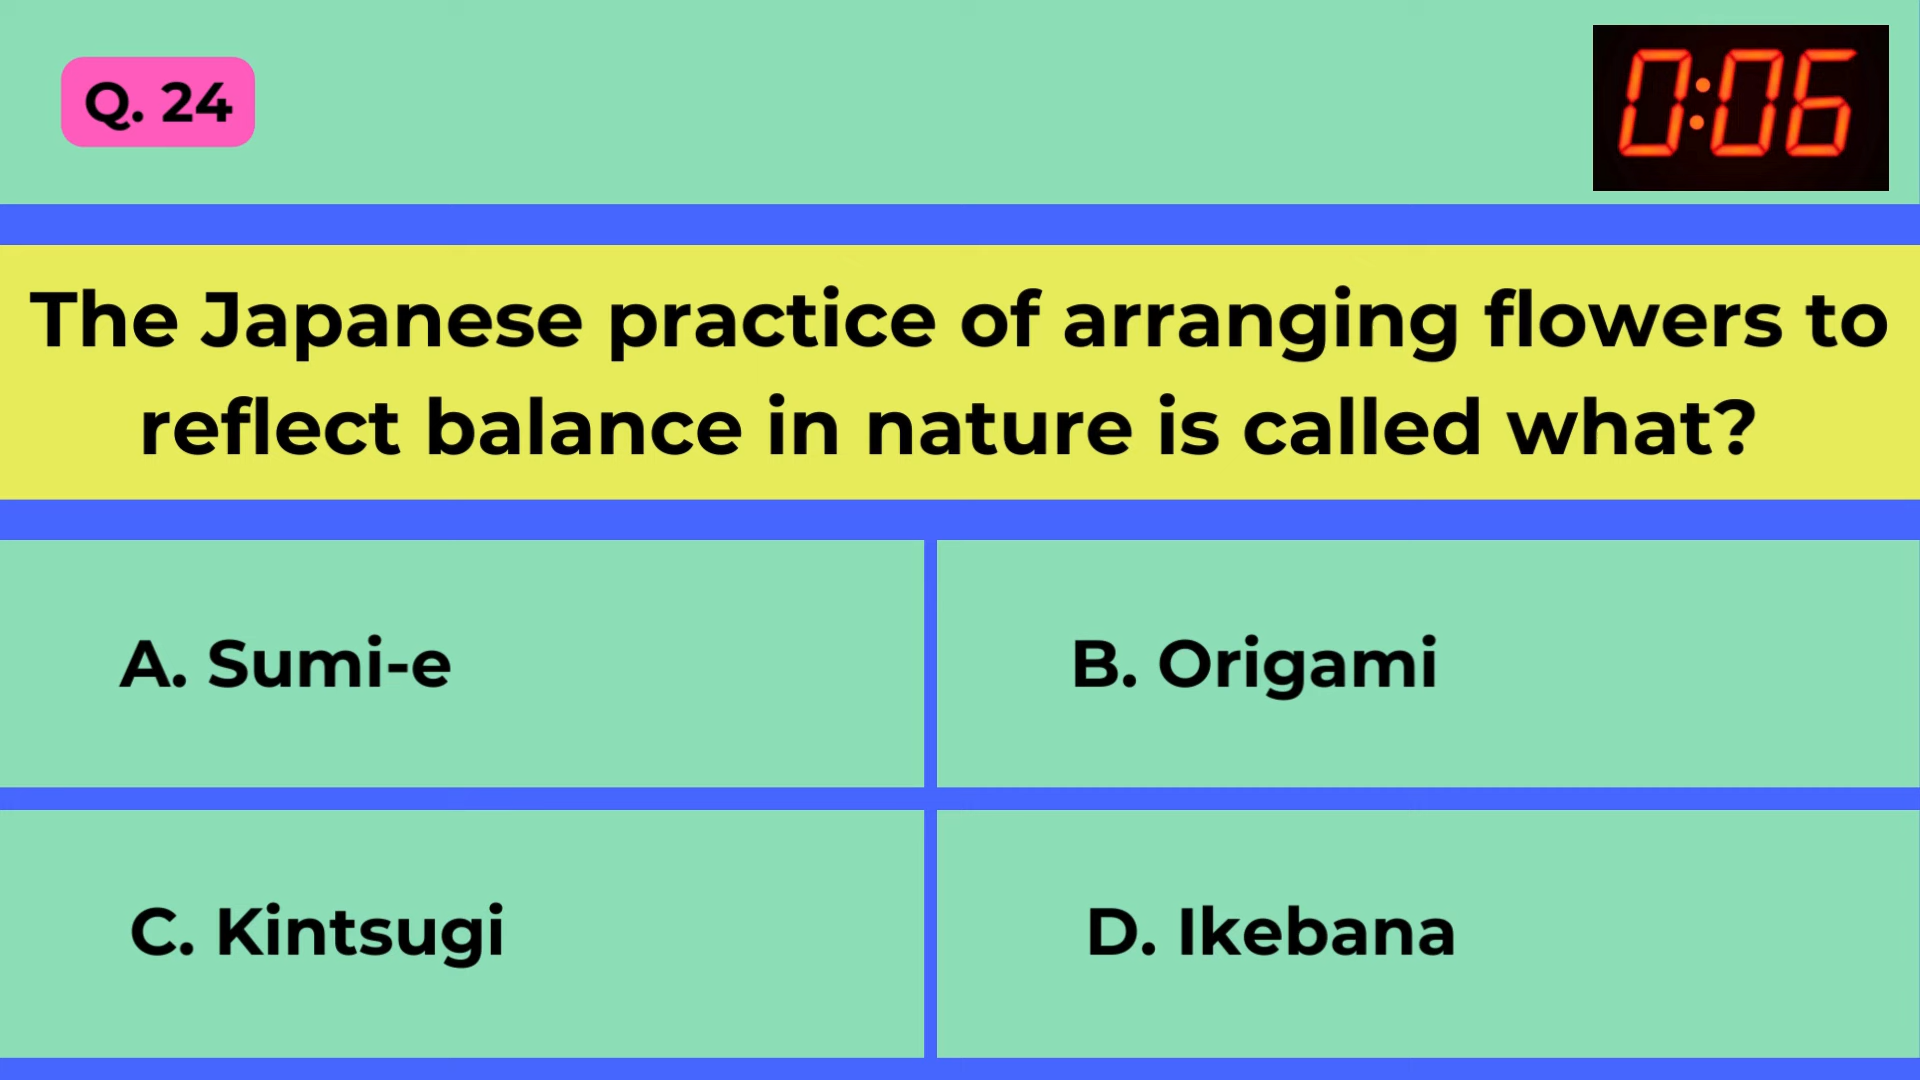 Q. 24
0:06
The Japanese practice of arranging flowers to
reflect balance in nature is called what?
A. Sumi-e
B. Origami
C. Kintsugi
D. Ikebana